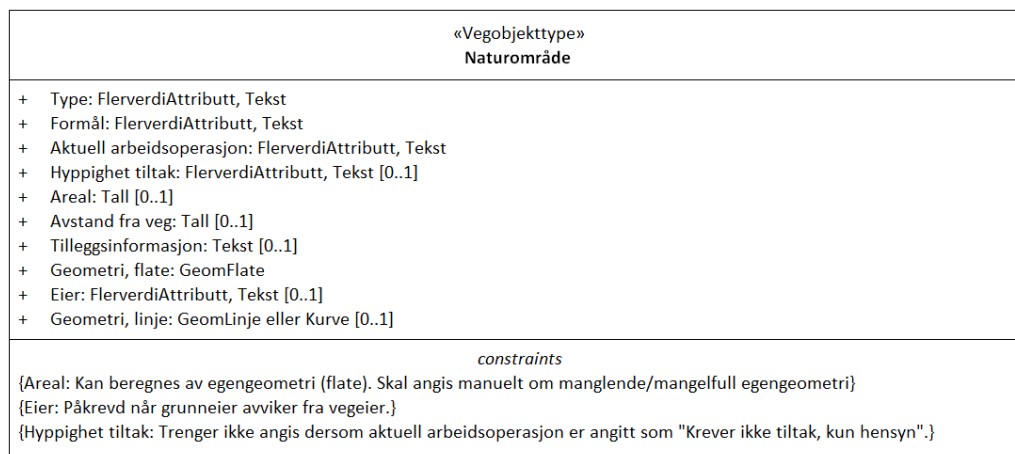 «Vegobjekttype»
Naturområde
+ Type: FlerverdiAttributt, Tekst
+ Formål: FlerverdiAttributt, Tekst
+ Aktuell arbeidsoperasjon: FlerverdiAttributt, Tekst
+ Hyppighet tiltak: FlerverdiAttributt, Tekst [0..1]
+ Areal: Tall [0..1]
+ Avstand fra veg: Tall [0..1]
+ Tilleggsinformasjon: Tekst [0..1]
+ Geometri, flate: GeomFlate
+ Eier: FlerverdiAttributt, Tekst [0..1]
+ Geometri, linje: GeomLinje eller Kurve [0..1]
constraints
{Areal: Kan beregnes av egengeometri (flate). Skal angis manuelt om manglende/mangelfull egengeometri}
{Eier: Påkrevd når grunneier avviker fra vegeier.}
{Hyppighet tiltak: Trenger ikke angis dersom aktuell arbeidsoperasjon er angitt som "Krever ikke tiltak, kun hensyn".}